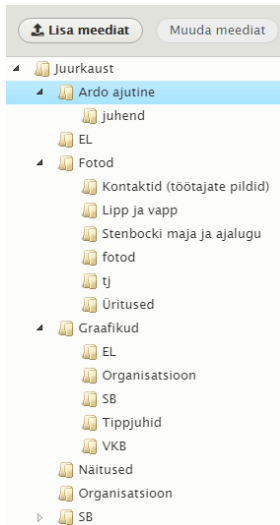 Lisa meediat Muuda meediat
Juurkaust
Ardo ajutine
juhend
EL
Fotod
Kontaktid (töötajate pildid)
Lipp ja vapp
Stenbocki maja ja ajalugu
fotod
tj
Üritused
Graafikud
EL
Organisatsioon
SB
Tippjuhid
VKB
Näitused
Organisatsioon
SB